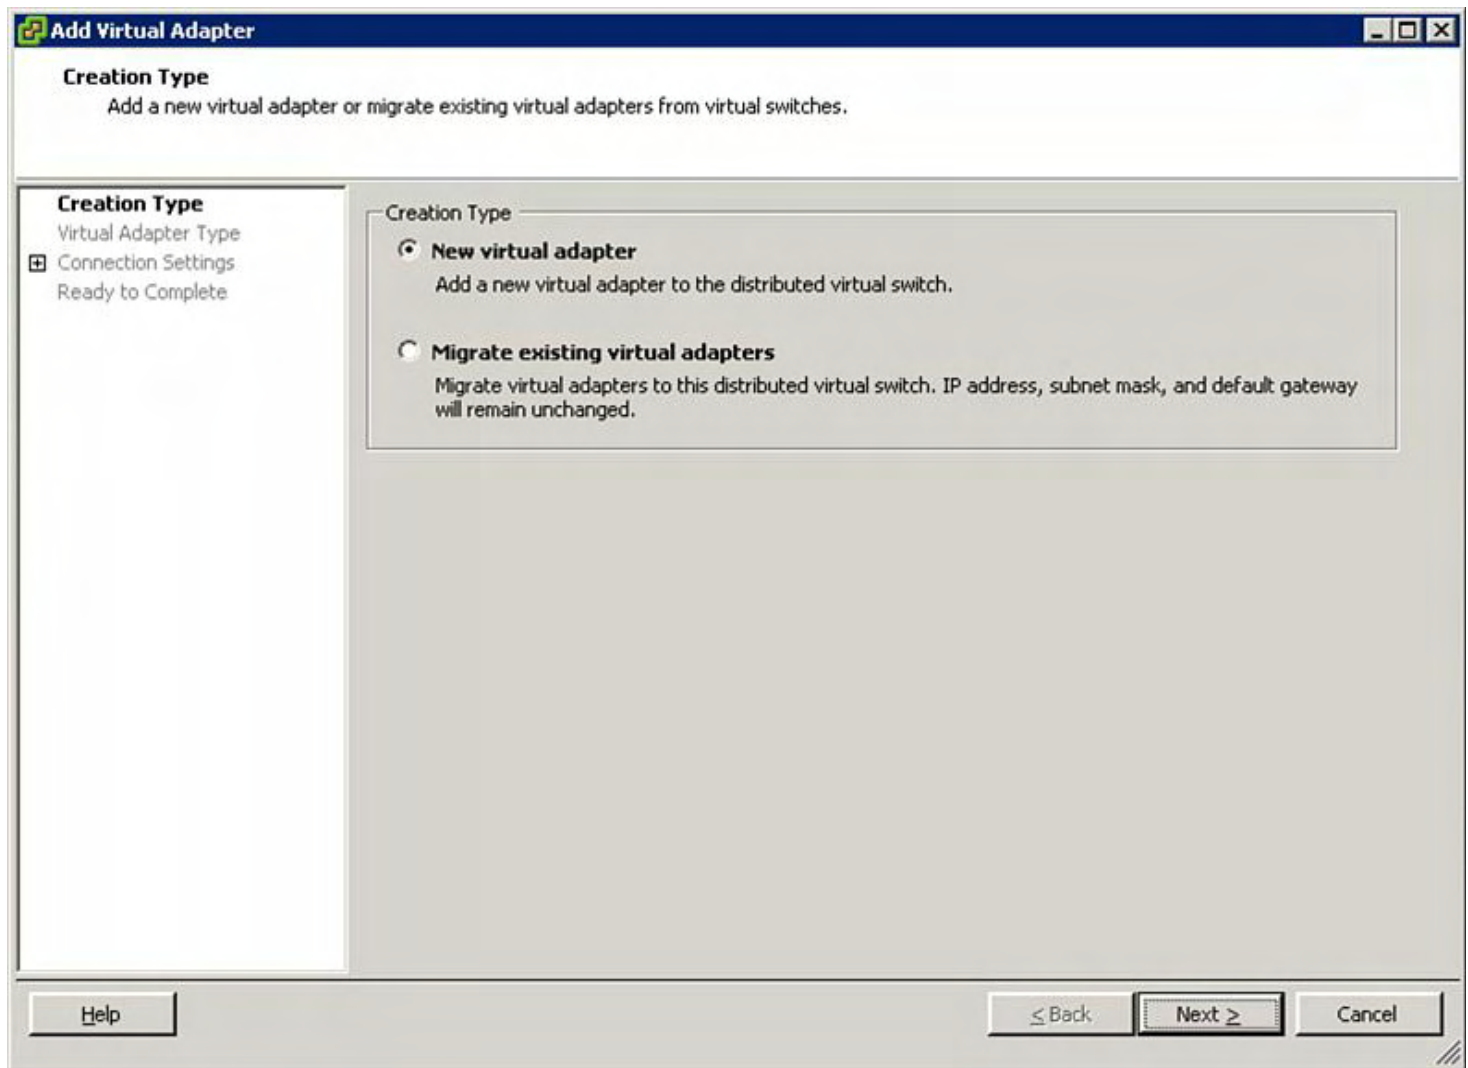 Add Virtual Adapter
Creation Type
Add a new virtual adapter or migrate existing virtual adapters from virtual switches.
Creation Type
Virtual Adapter Type
Connection Settings
Ready to Complete
Creation Type
New virtual adapter
Add a new virtual adapter to the distributed virtual switch.
Migrate existing virtual adapters
Migrate virtual adapters to this distributed virtual switch. IP address, subnet mask, and default gateway
will remain unchanged.
Help
≤ Back
Next ≥
Cancel